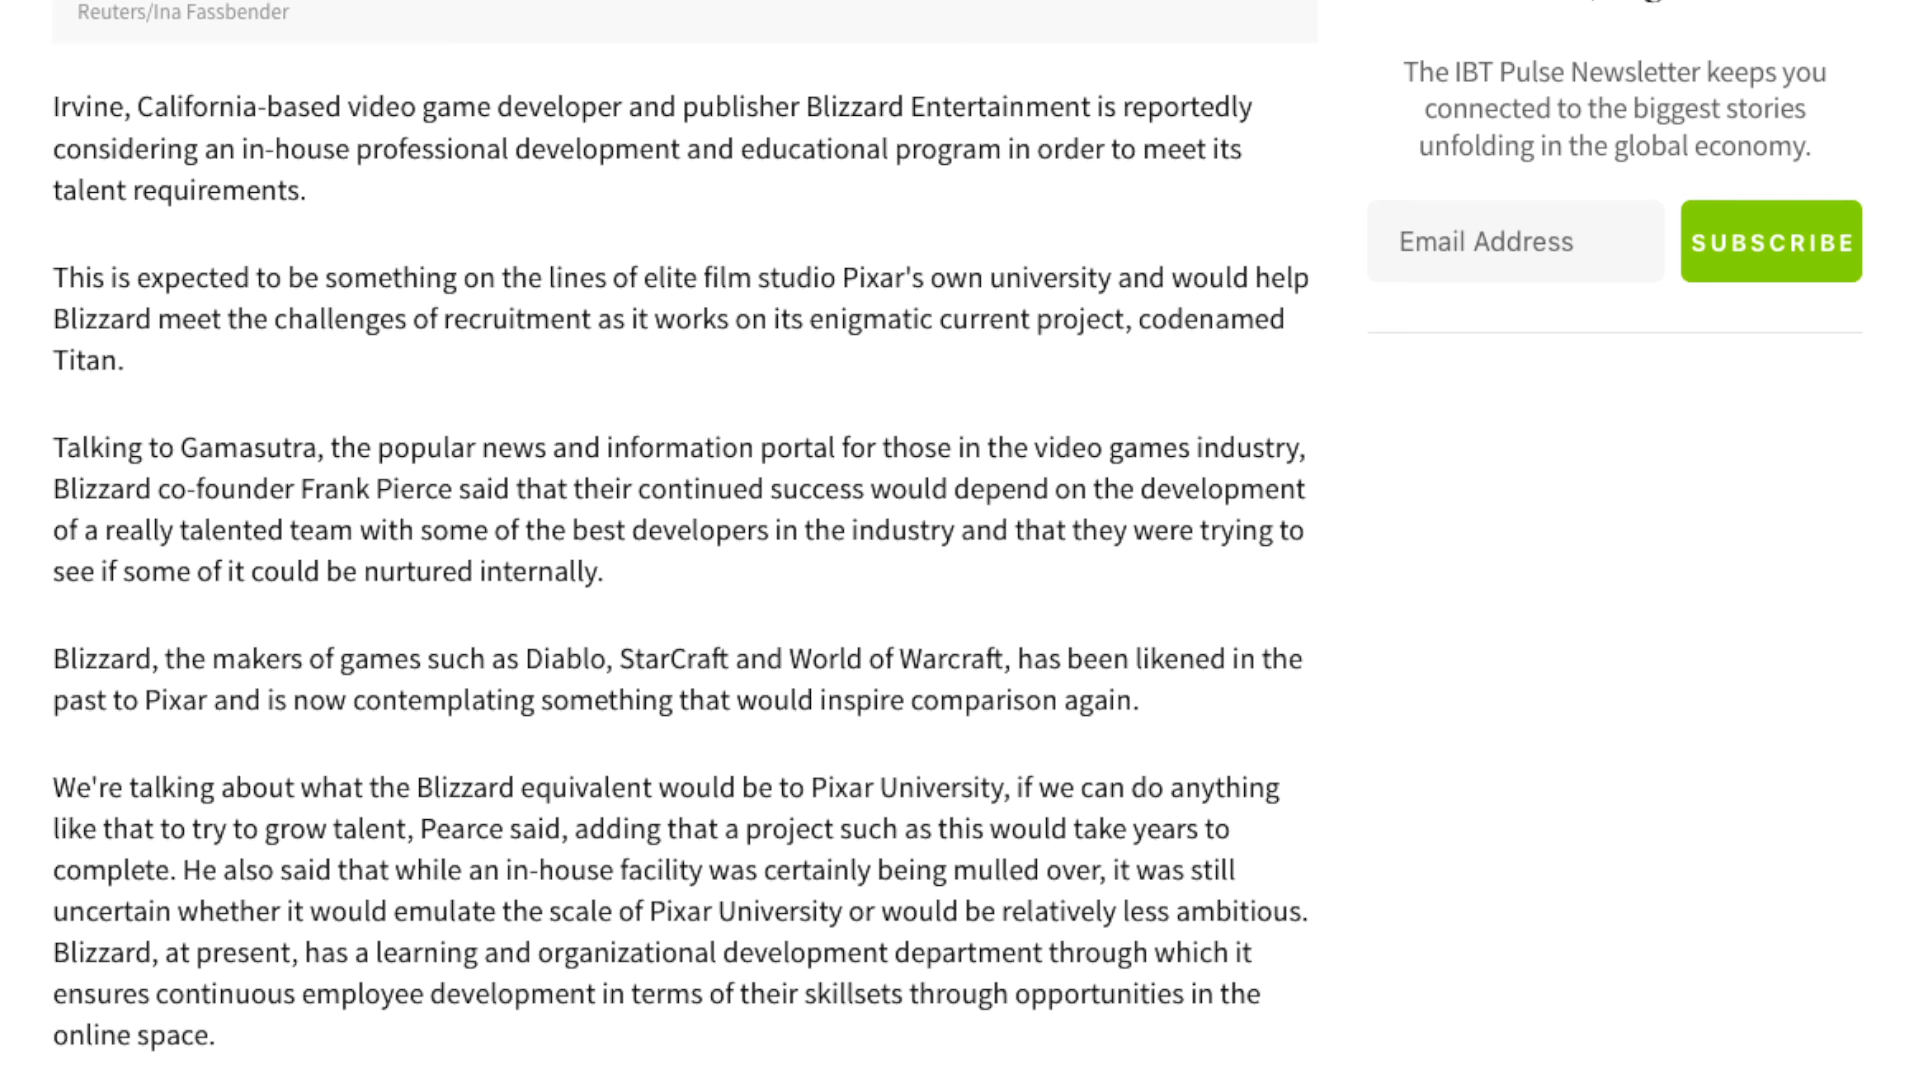 Reuters/Ina Fassbender
Irvine, California-based video game developer and publisher Blizzard Entertainment is reportedly
considering an in-house professional development and educational program in order to meet its
talent requirements.
This is expected to be something on the lines of elite film studio Pixar's own university and would help
Blizzard meet the challenges of recruitment as it works on its enigmatic current project, codenamed
Titan.
Talking to Gamasutra, the popular news and information portal for those in the video games industry,
Blizzard co-founder Frank Pierce said that their continued success would depend on the development
of a really talented team with some of the best developers in the industry and that they were trying to
see if some of it could be nurtured internally.
Blizzard, the makers of games such as Diablo, StarCraft and World of Warcraft, has been likened in the
past to Pixar and is now contemplating something that would inspire comparison again.
We're talking about what the Blizzard equivalent would be to Pixar University, if we can do anything
like that to try to grow talent, Pearce said, adding that a project such as this would take years to
complete. He also said that while an in-house facility was certainly being mulled over, it was still
uncertain whether it would emulate the scale of Pixar University or would be relatively less ambitious.
Blizzard, at present, has a learning and organizational development department through which it
ensures continuous employee development in terms of their skillsets through opportunities in the
online space.
The IBT Pulse Newsletter keeps you
connected to the biggest stories
unfolding in the global economy.
Email Address
SUBSCRIBE